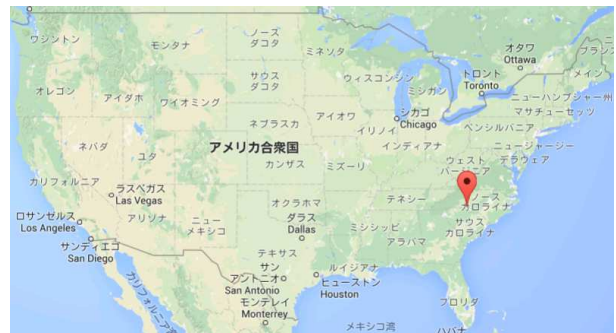 ワシントン
モンタナ
ノース
ダコタ
ミネソタ
オタワ
Ottawa
オレゴン
アイダホ
ワイオミング
サウス
ダコタ
ウィスコンシン
ミシガン
トロント
Toronto
メイン
ニューハンプシャー州
マサチューセッツ
ネブラスカ
アイオワ
シカゴ
Chicago
イリノイ
インディアナ
ペンシルバニア
ネバダ
ユタ
アメリカ合衆国
カンザス
ミズーリ
ウェスト
バージニア
ニュージャージー
デラウェア
カリフォルニア
ラスベガス
Las Vegas
オクラホマ
テネシー
ノース
カロライナ
ロサンゼルス
Los Angeles
アリゾナ
ニュー
メキシコ
ダラス
Dallas
ミシシッピ
アラバマ
サウス
カロライナ
サンディエゴ
San Diego
テキサス
サン
アントニオ
San Antonio
ルイジアナ
ヒューストン
Houston
モンテレイ
Monterrey
フロリダ
メキシコ湾
ハバナ